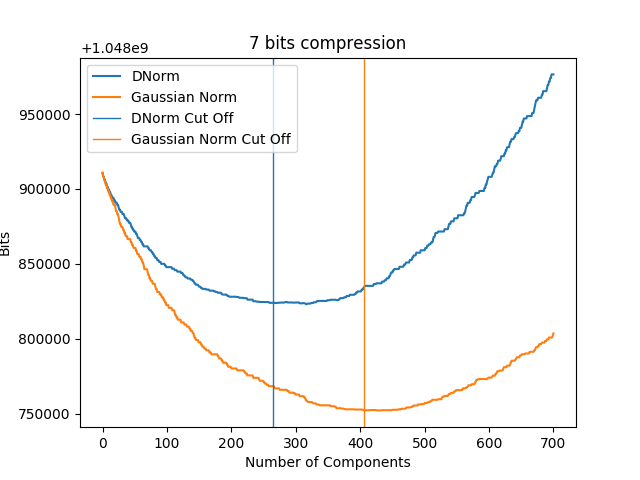 7 bits compression
+1.048e9
DNorm
Gaussian Norm
DNorm Cut Off
Gaussian Norm Cut Off
950000
900000
850000
800000
750000
Bits
0 100 200 300 400 500 600 700
Number of Components